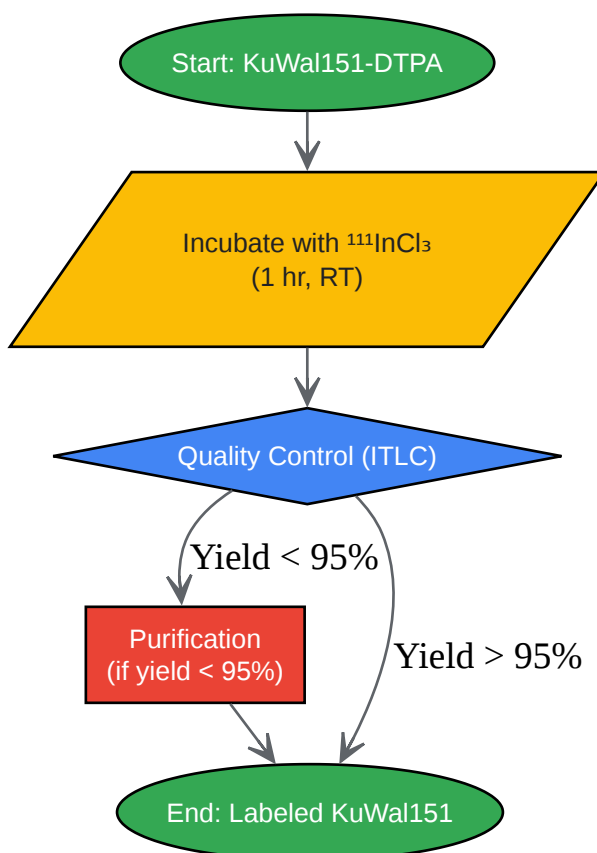 Start: KuWal151-DTPA
Incubate with ¹¹¹InCl₃
(1 hr, RT)
Quality Control (ITLC)
Yield < 95%
Purification
(if yield < 95%)
Yield > 95%
End: Labeled KuWal151